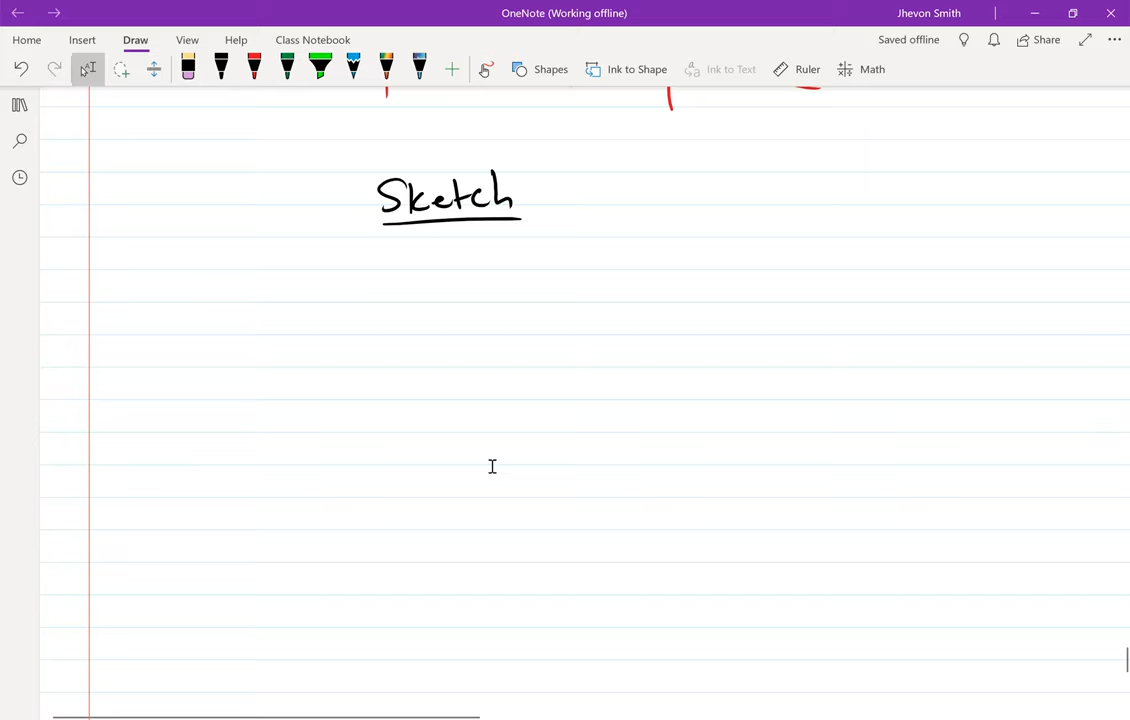 OneNote (Working offline)
Jhevon Smith
Home Insert Draw View Help Class Notebook
Saved offline Share
Shapes Ink to Shape Ink to Text Ruler Math
Sketch